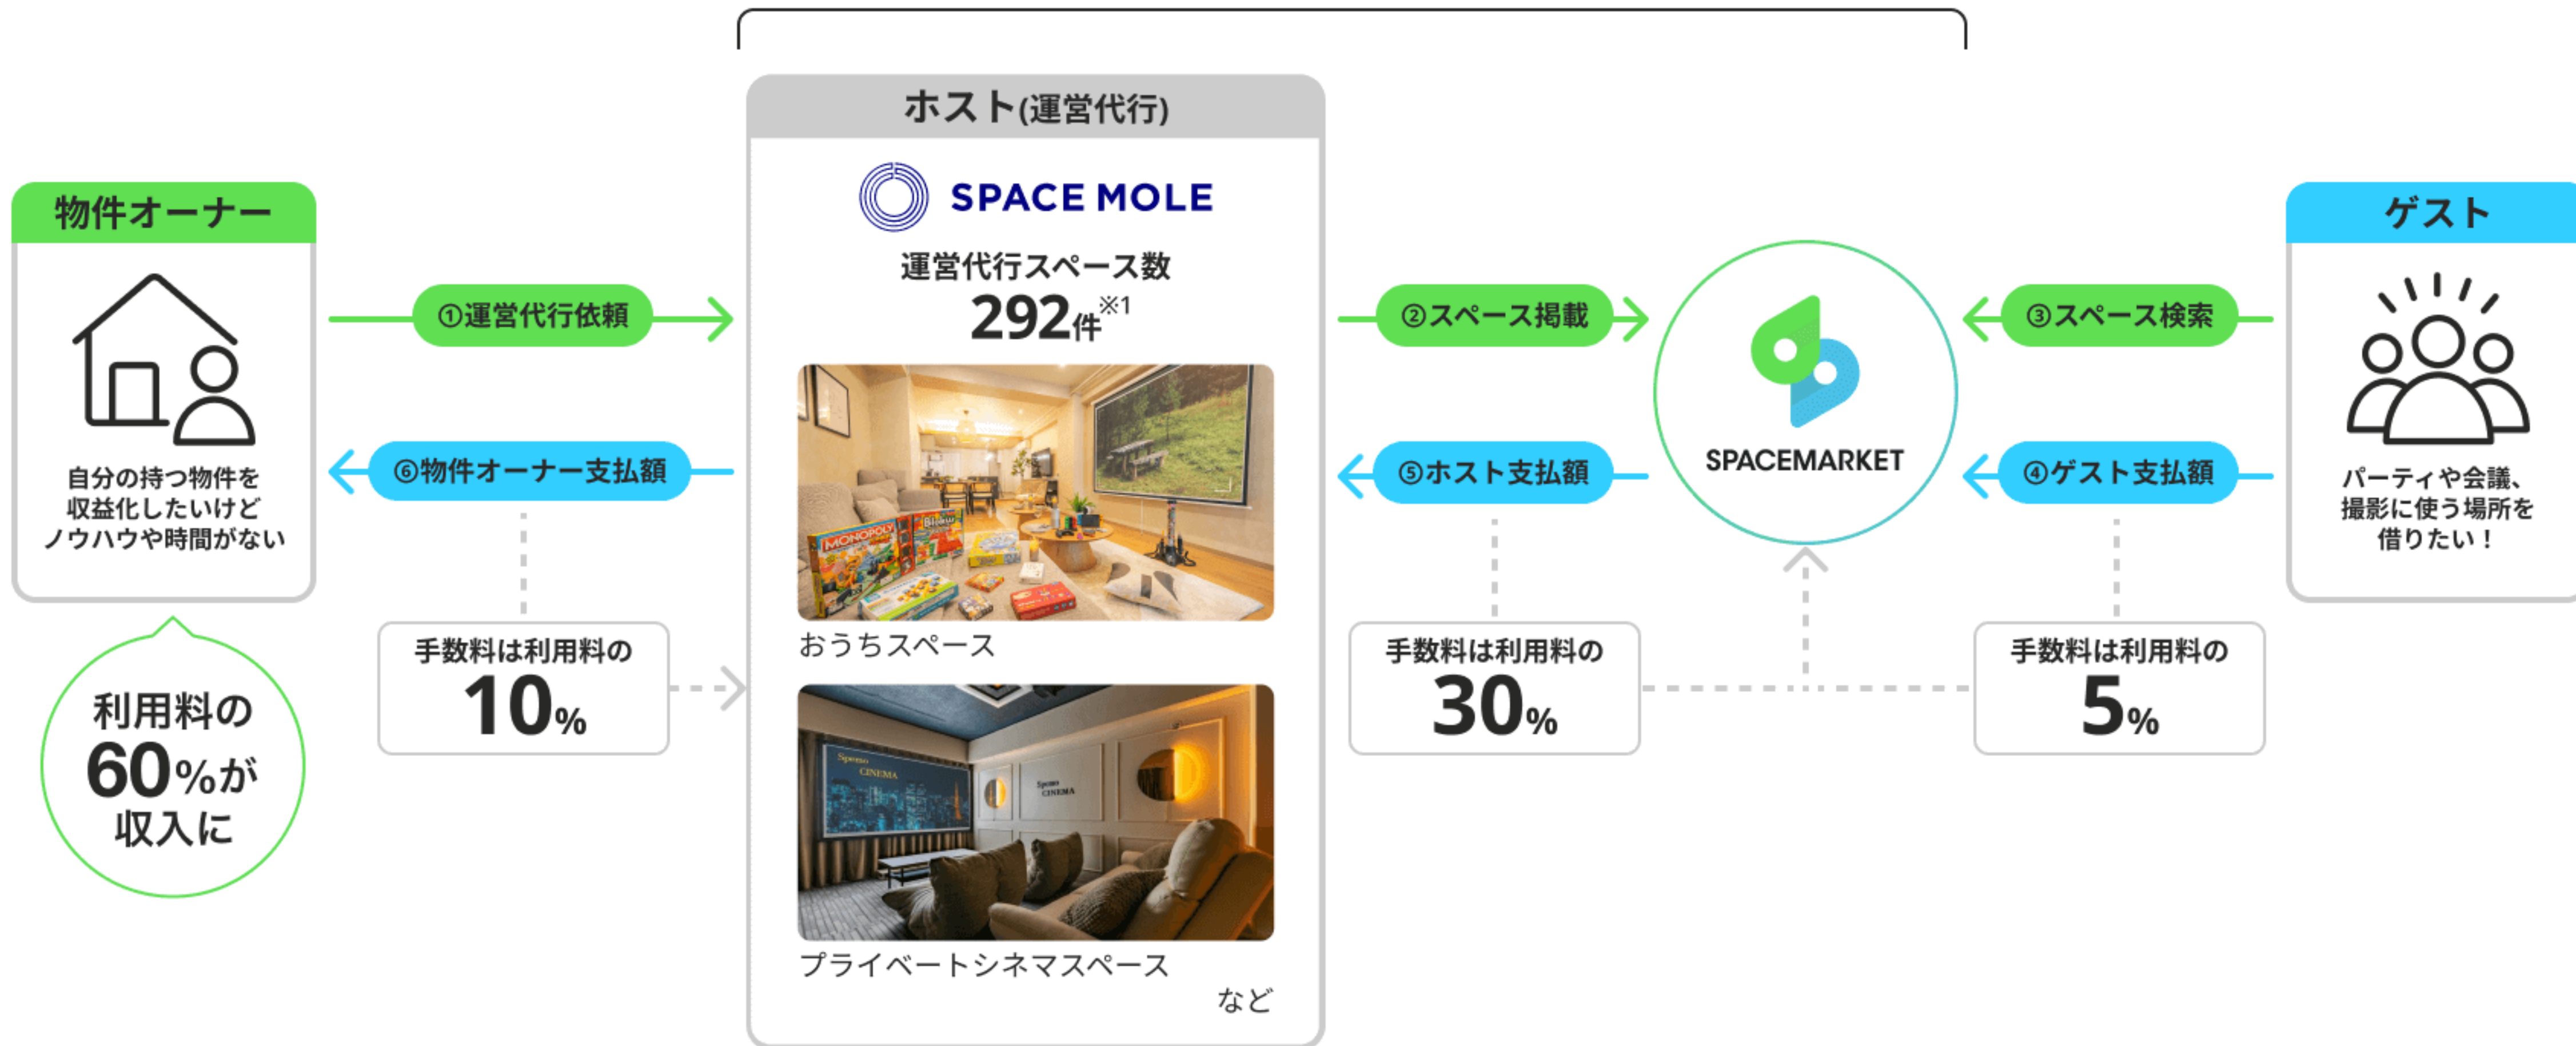 ホスト(運営代行)
SPACE MOLE
運営代行スペース数
292件※1
おうちスペース
プライベートシネマスペース
など
物件オーナー
自分の持つ物件を
収益化したいけど
ノウハウや時間がない
利用料の
60%が
収入に
①運営代行依頼
⑥物件オーナー支払額
手数料は利用料の
10%
MONOPOLY
Spemo
CINEMA
Spemo
CINEMA
②スペース掲載
⑤ホスト支払額
手数料は利用料の
30%
SPACEMARKET
③スペース検索
④ゲスト支払額
手数料は利用料の
5%
ゲスト
パーティや会議、
撮影に使う場所を
借りたい！